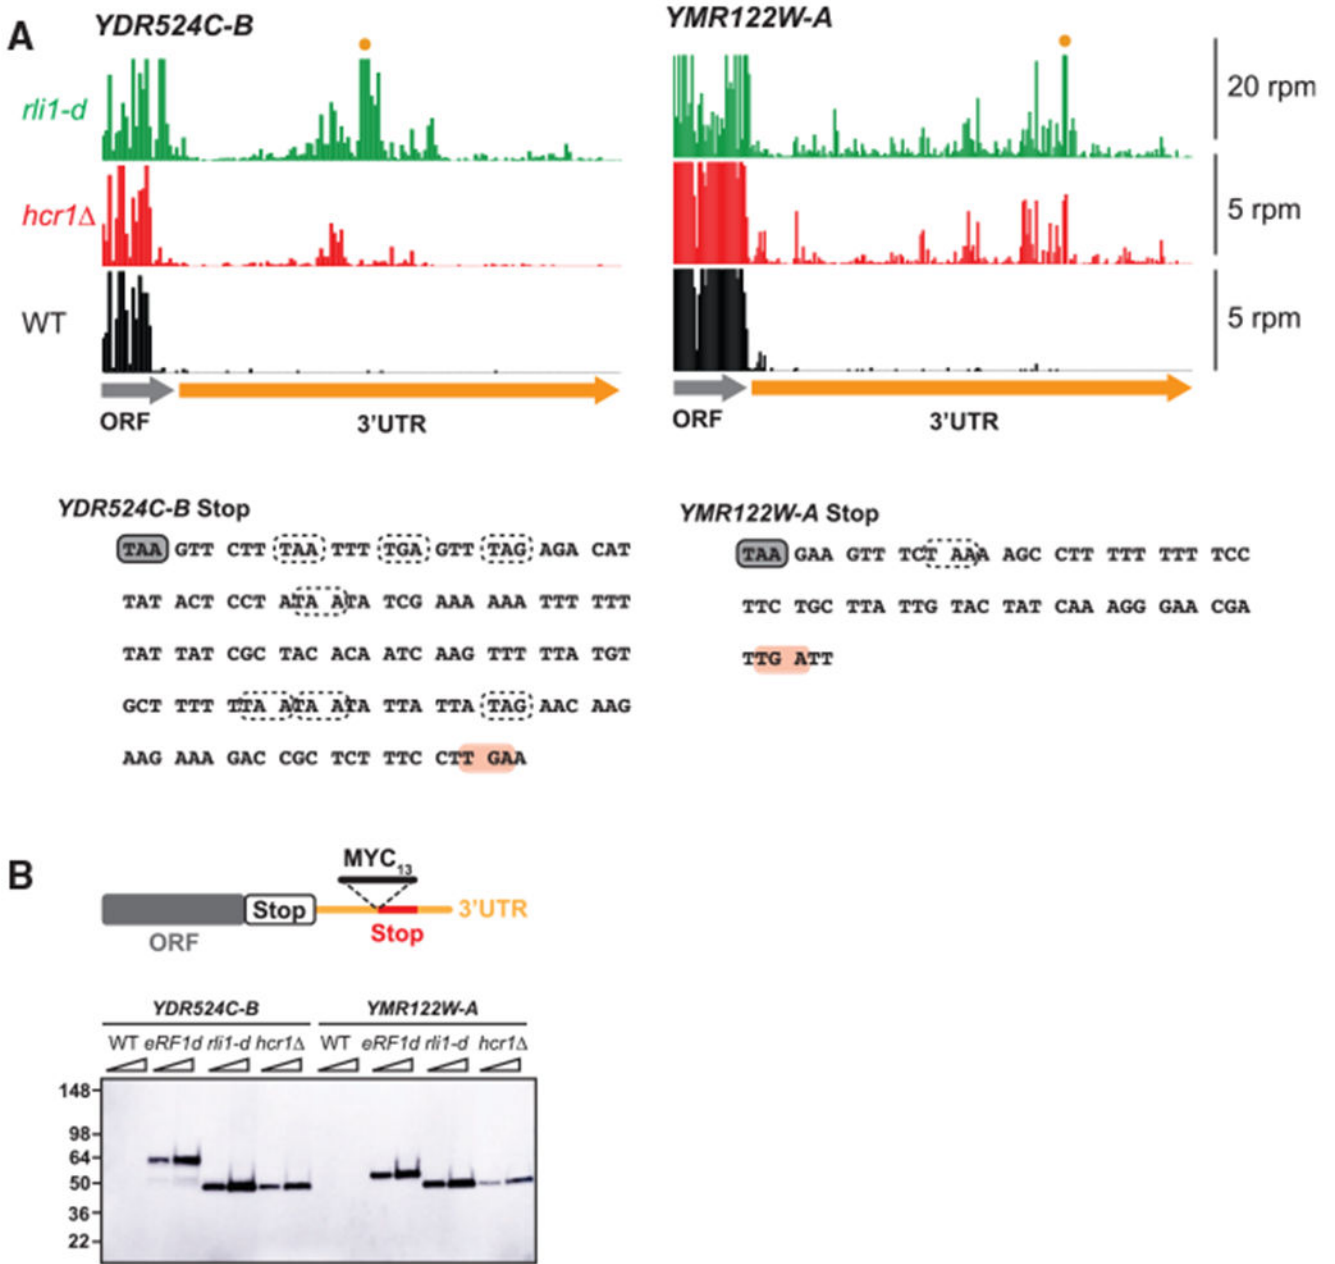 A
YDR524C-B
YMR122W-A
rli1-d
20 rpm
hcr1Δ
5 rpm
WT
5 rpm
ORF
3'UTR
ORF
3'UTR
YDR524C-B Stop
TAA GTT CTT TAA TTT TGA GTT TAG AGA CAT
TAT ACT CCT ATA ATA TCG AAA AAA TTT TTT
TAT TAT CGC TAC ACA ATC AAG TTT TTA TGT
GCT TTT TTA ATA ATA TTA TTA TAG AAC AAG
AAG AAA GAC CGC TCT TTC CTT GAA
YMR122W-A Stop
TAA GAA GTT TCT AAA AGC CTT TTT TTT TCC
TTC TGC TTA TTG TAC TAT CAA AGG GAA CGA
TTG ATT
B
MYC13
Stop
3'UTR
ORF
Stop
YDR524C-B
YMR122W-A
WT eRF1d rli1-d hcr1Δ WT eRF1d rli1-d hcr1Δ
148
98
64
50
36
22